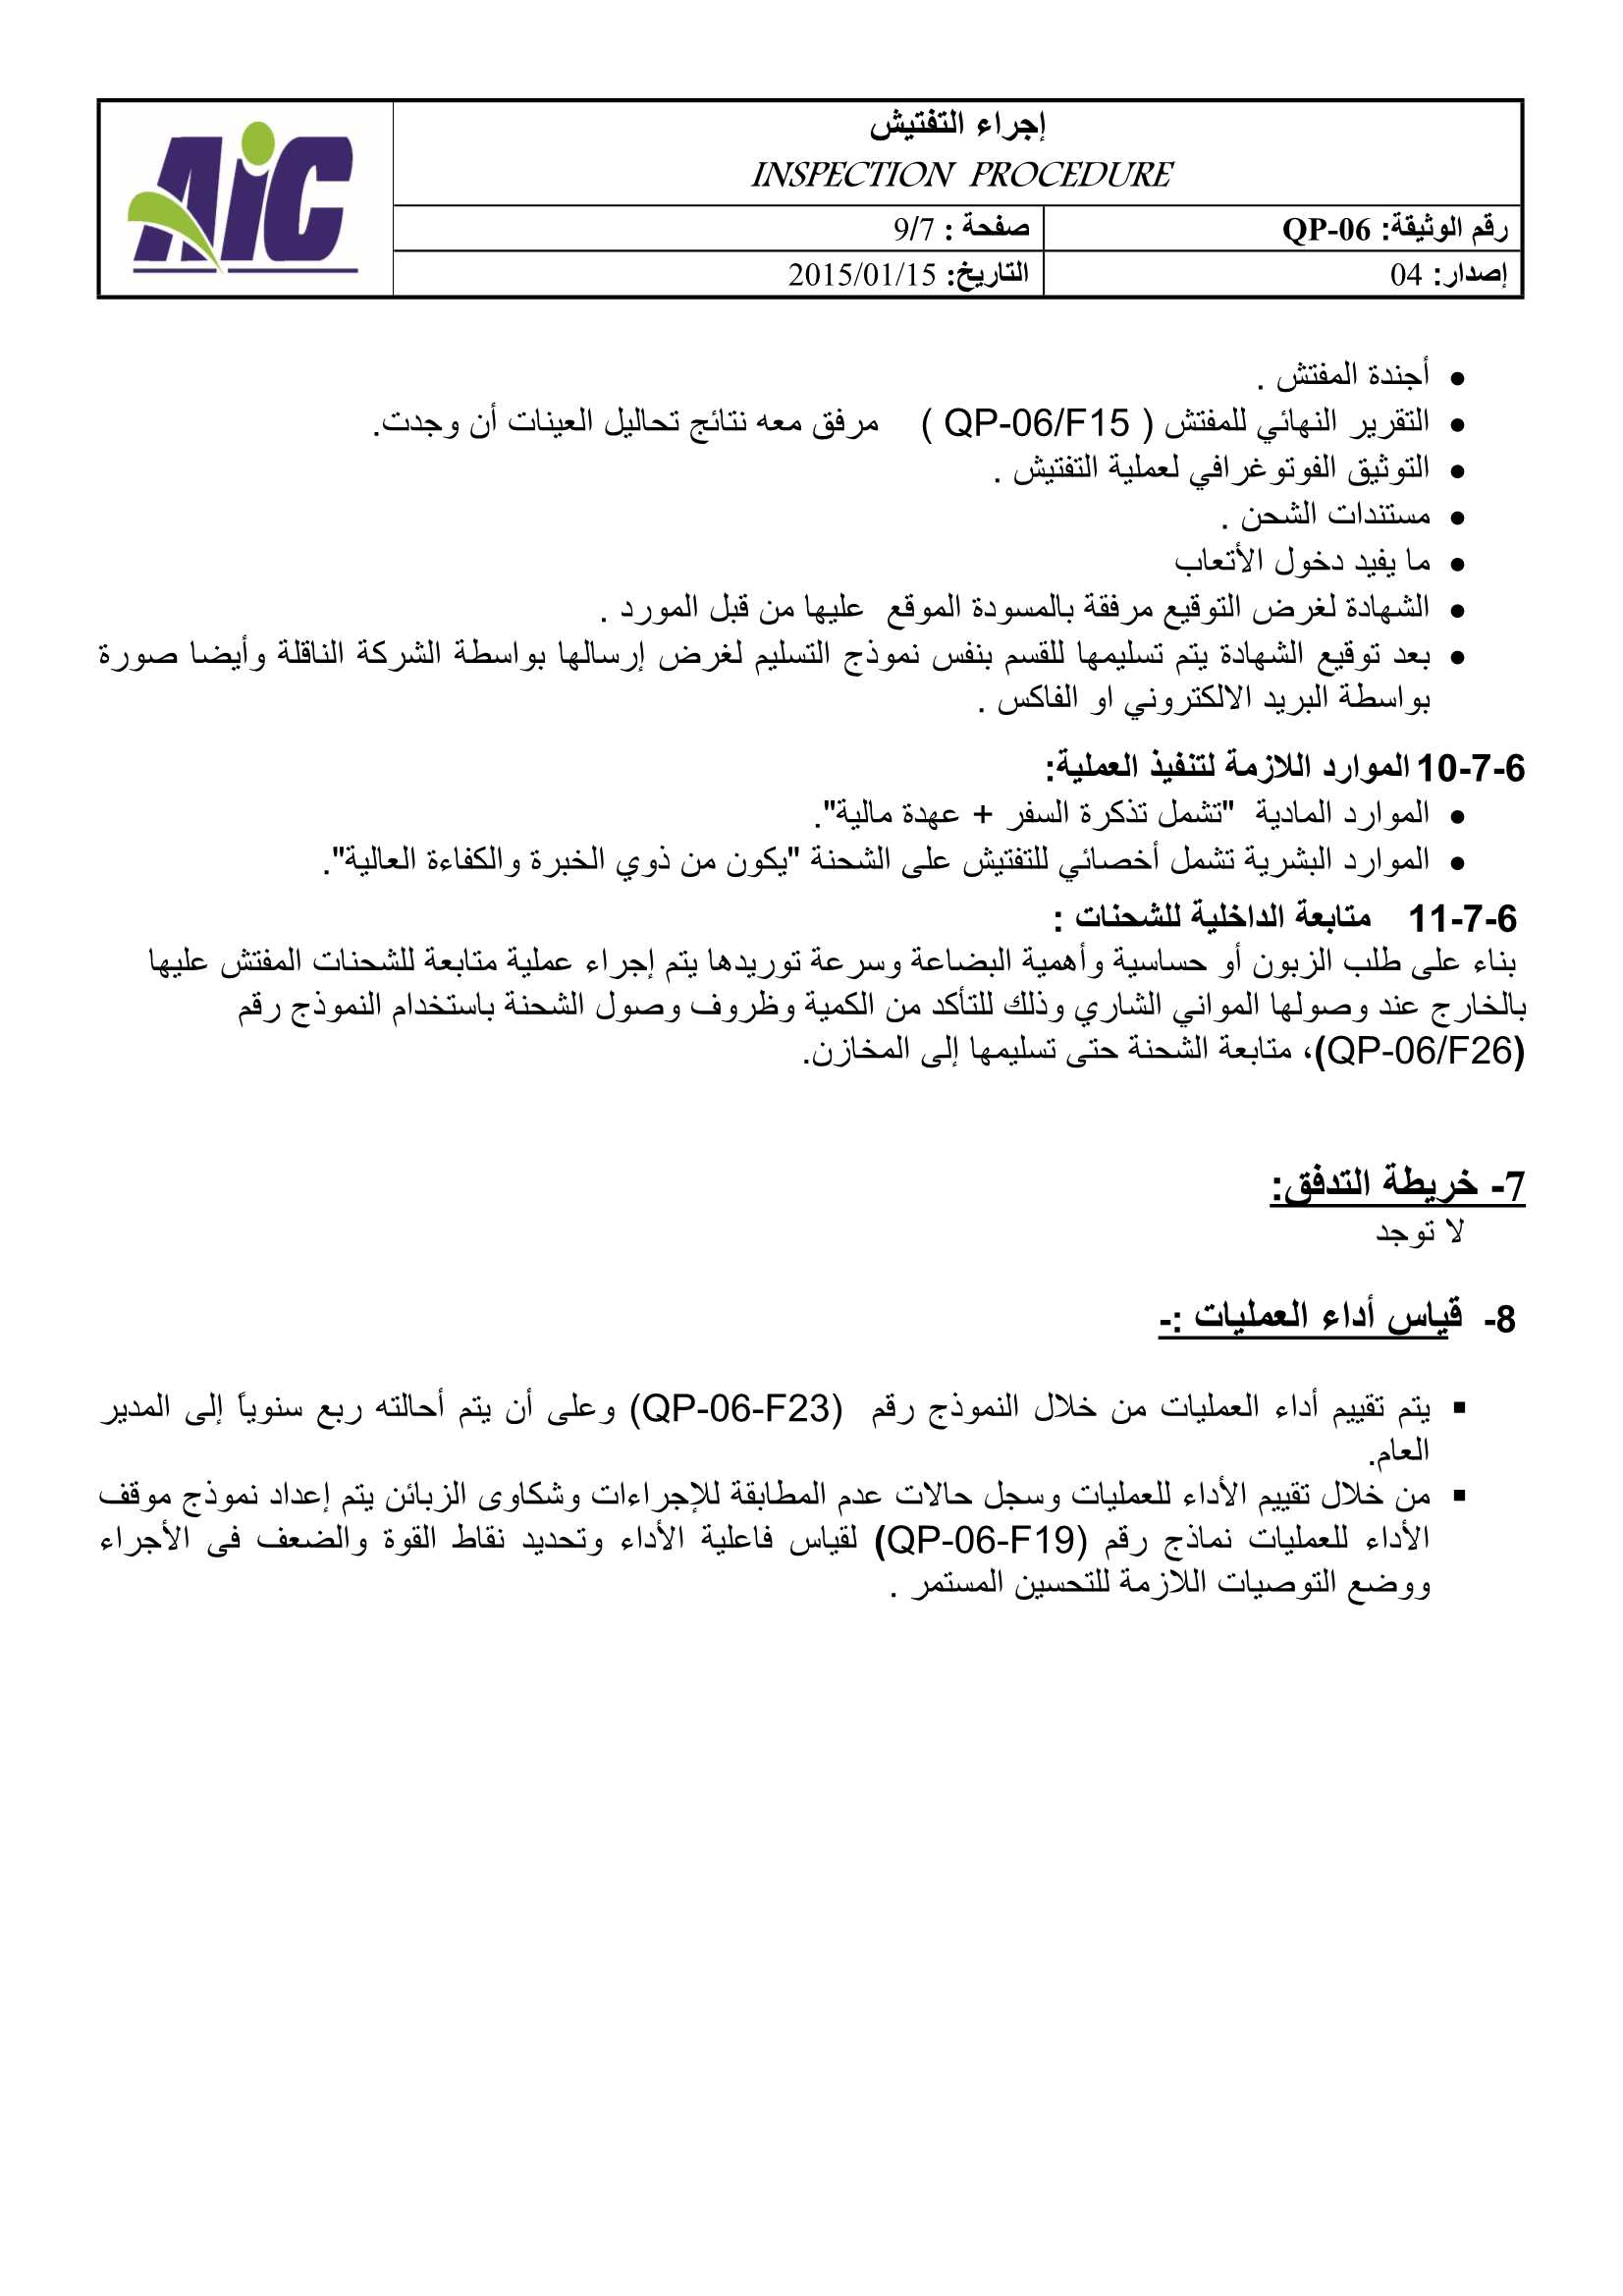 AiC
إجراء التفتيش
INSPECTION PROCEDURE
رقم الوثيقة: QP-06
صفحة : 9/7
إصدار: 04
التاريخ: 2015/01/15
• أجندة المفتش .
• التقرير النهائي للمفتش ( QP-06/F15 ) مرفق معه نتائج تحاليل العينات أن وجدت.
• التوثيق الفوتوغرافي لعملية التفتيش .
• مستندات الشحن .
• ما يفيد دخول الأتعاب
• الشهادة لغرض التوقيع مرفقة بالمسودة الموقع عليها من قبل المورد .
• بعد توقيع الشهادة يتم تسليمها للقسم بنفس نموذج التسليم لغرض إرسالها بواسطة الشركة الناقلة وأيضا صورة
بواسطة البريد الالكتروني او الفاكس .
10-7-6 الموارد اللازمة لتنفيذ العملية:
• الموارد المادية "تشمل تذكرة السفر + عهدة مالية".
• الموارد البشرية تشمل أخصائي للتفتيش على الشحنة "يكون من ذوي الخبرة والكفاءة العالية".
11-7-6 متابعة الداخلية للشحنات :
بناء على طلب الزبون أو حساسية وأهمية البضاعة وسرعة توريدها يتم إجراء عملية متابعة للشحنات المفتش عليها
بالخارج عند وصولها المواني الشاري وذلك للتأكد من الكمية وظروف وصول الشحنة باستخدام النموذج رقم
(QP-06/F26)، متابعة الشحنة حتى تسليمها إلى المخازن.
7- خريطة التدفق:
لا توجد
8- قياس أداء العمليات :-
▪ يتم تقييم أداء العمليات من خلال النموذج رقم (QP-06-F23) وعلى أن يتم أحالته ربع سنوياً إلى المدير
العام.
▪ من خلال تقييم الأداء للعمليات وسجل حالات عدم المطابقة للإجراءات وشكاوى الزبائن يتم إعداد نموذج موقف
الأداء للعمليات نماذج رقم (QP-06-F19) لقياس فاعلية الأداء وتحديد نقاط القوة والضعف فى الأجراء
ووضع التوصيات اللازمة للتحسين المستمر .